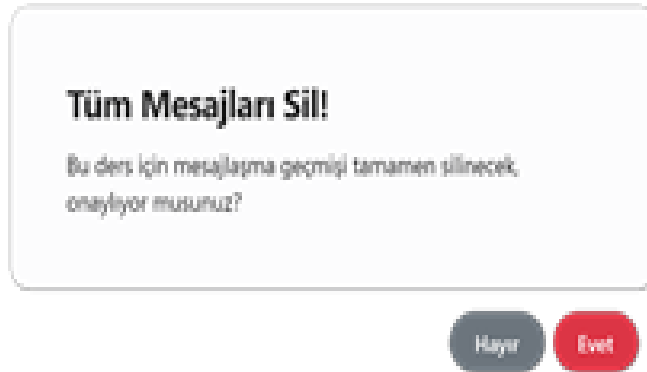 Tüm Mesajları Sil!
Bu ders için mesajlaşma geçmişi tamamen silinecek,
onaylıyor musunuz?
Hayır
Evet